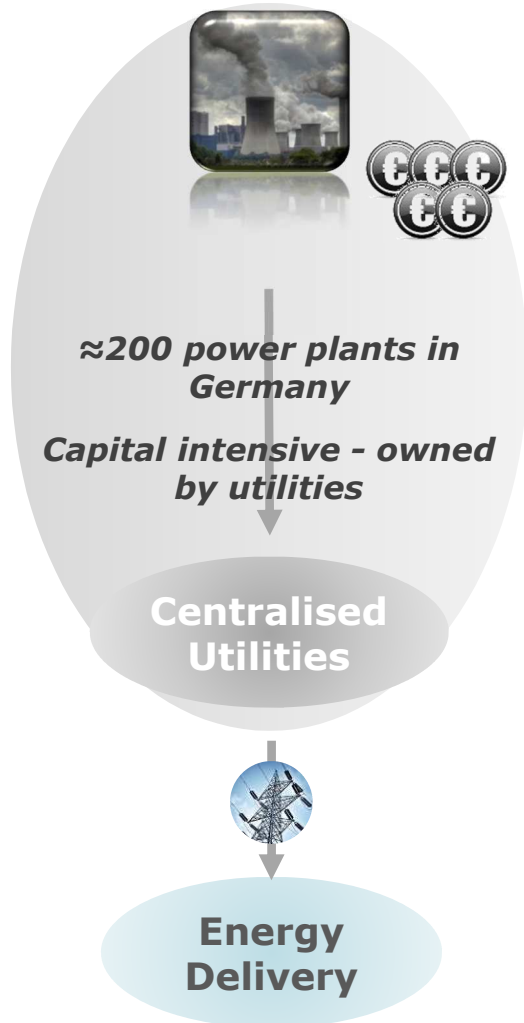 € € €
€ €
≈200 power plants in
Germany
Capital intensive - owned
by utilities
Centralised
Utilities
Energy
Delivery